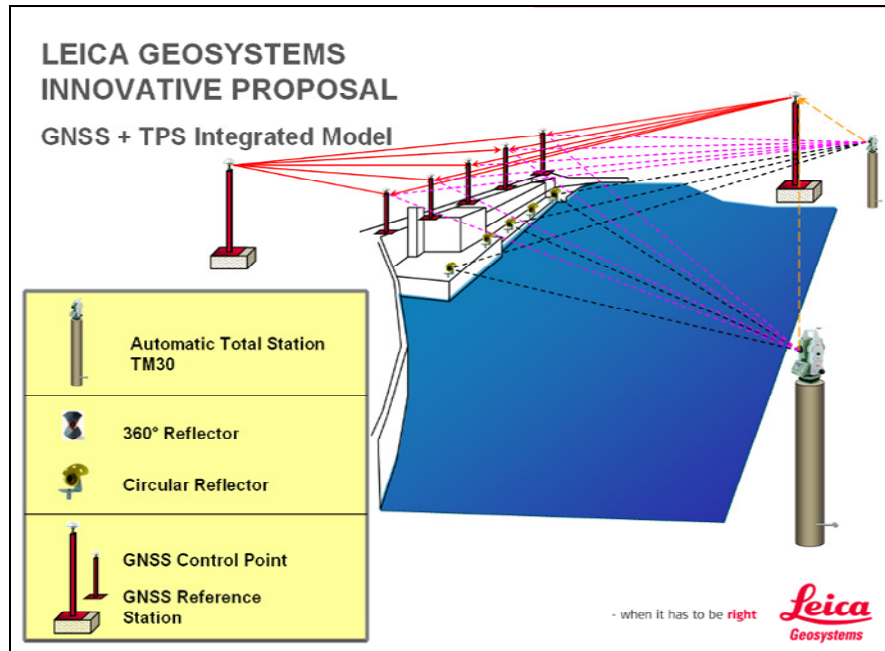 LEICA GEOSYSTEMS
INNOVATIVE PROPOSAL
GNSS + TPS Integrated Model
Automatic Total Station
TM30
360° Reflector
Circular Reflector
GNSS Control Point
GNSS Reference
Station
- when it has to be right
Leica
Geosystems